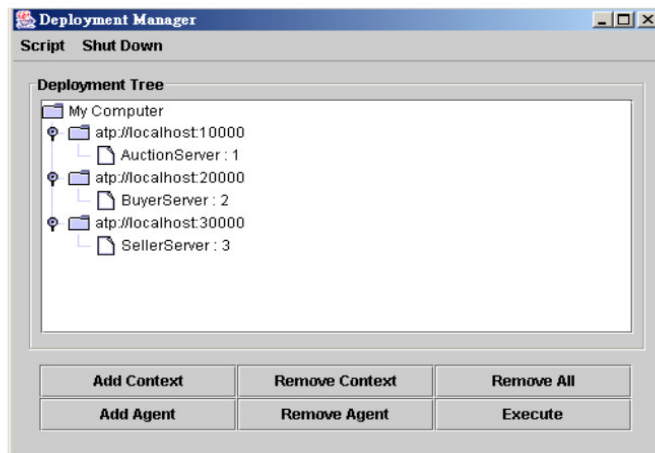 Deployment Manager
Script Shut Down
Deployment Tree
My Computer
atp://localhost:10000
AuctionServer : 1
atp://localhost:20000
BuyerServer : 2
atp://localhost:30000
SellerServer : 3
Add Context Remove Context Remove All
Add Agent Remove Agent Execute